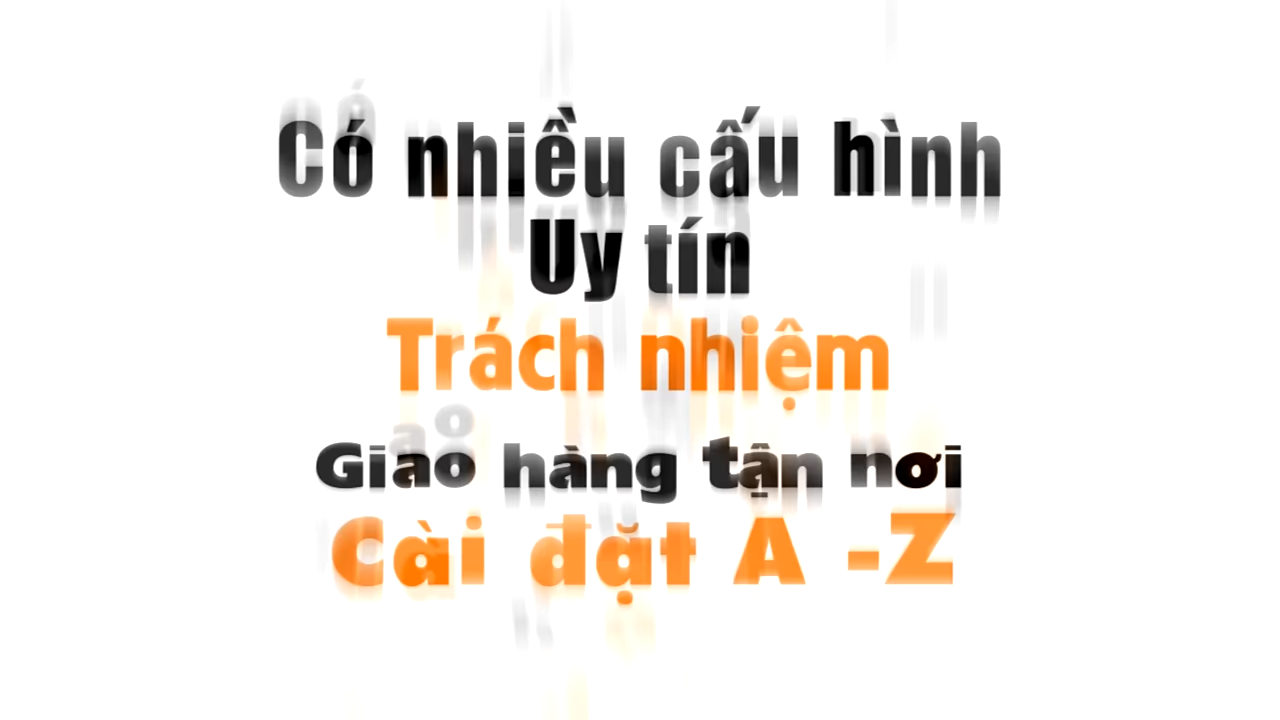 Có nhiều cấu hình
Uy tín
Trách nhiệm
Giao hàng tận nơi
Cài đặt A -Z